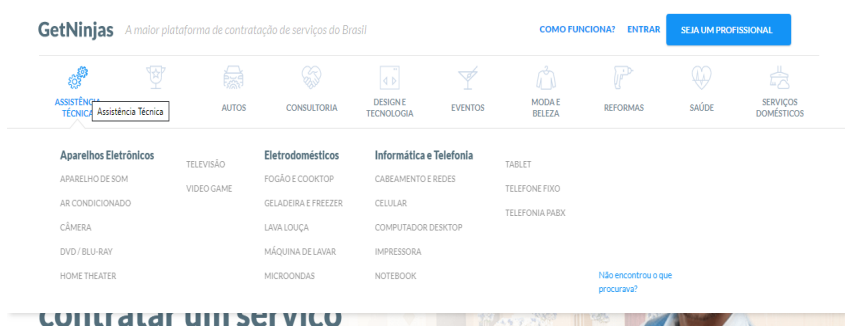 GetNinjas A maior plataforma de contratação de serviços do Brasil
COMO FUNCIONA? ENTRAR SEJA UM PROFISSIONAL
ASSISTÊNCIA
TÉCNICA
Assistência Técnica
AUTOS
CONSULTORIA
DESIGN E
TECNOLOGIA
EVENTOS
MODA E
BELEZA
REFORMAS
SAÚDE
SERVIÇOS
DOMÉSTICOS
Aparelhos Eletrônicos
APARELHO DE SOM
AR CONDICIONADO
CÂMERA
DVD / BLU-RAY
HOME THEATER
TELEVISÃO
VIDEO GAME
Eletrodomésticos
FOGÃO E COOKTOP
GELADEIRA E FREEZER
LAVA LOUÇA
MÁQUINA DE LAVAR
MICROONDAS
Informática e Telefonia
CABEAMENTO E REDES
CELULAR
COMPUTADOR DESKTOP
IMPRESSORA
NOTEBOOK
TABLET
TELEFONE FIXO
TELEFONIA PABX
Não encontrou o que
procurava?
contratar um serviço